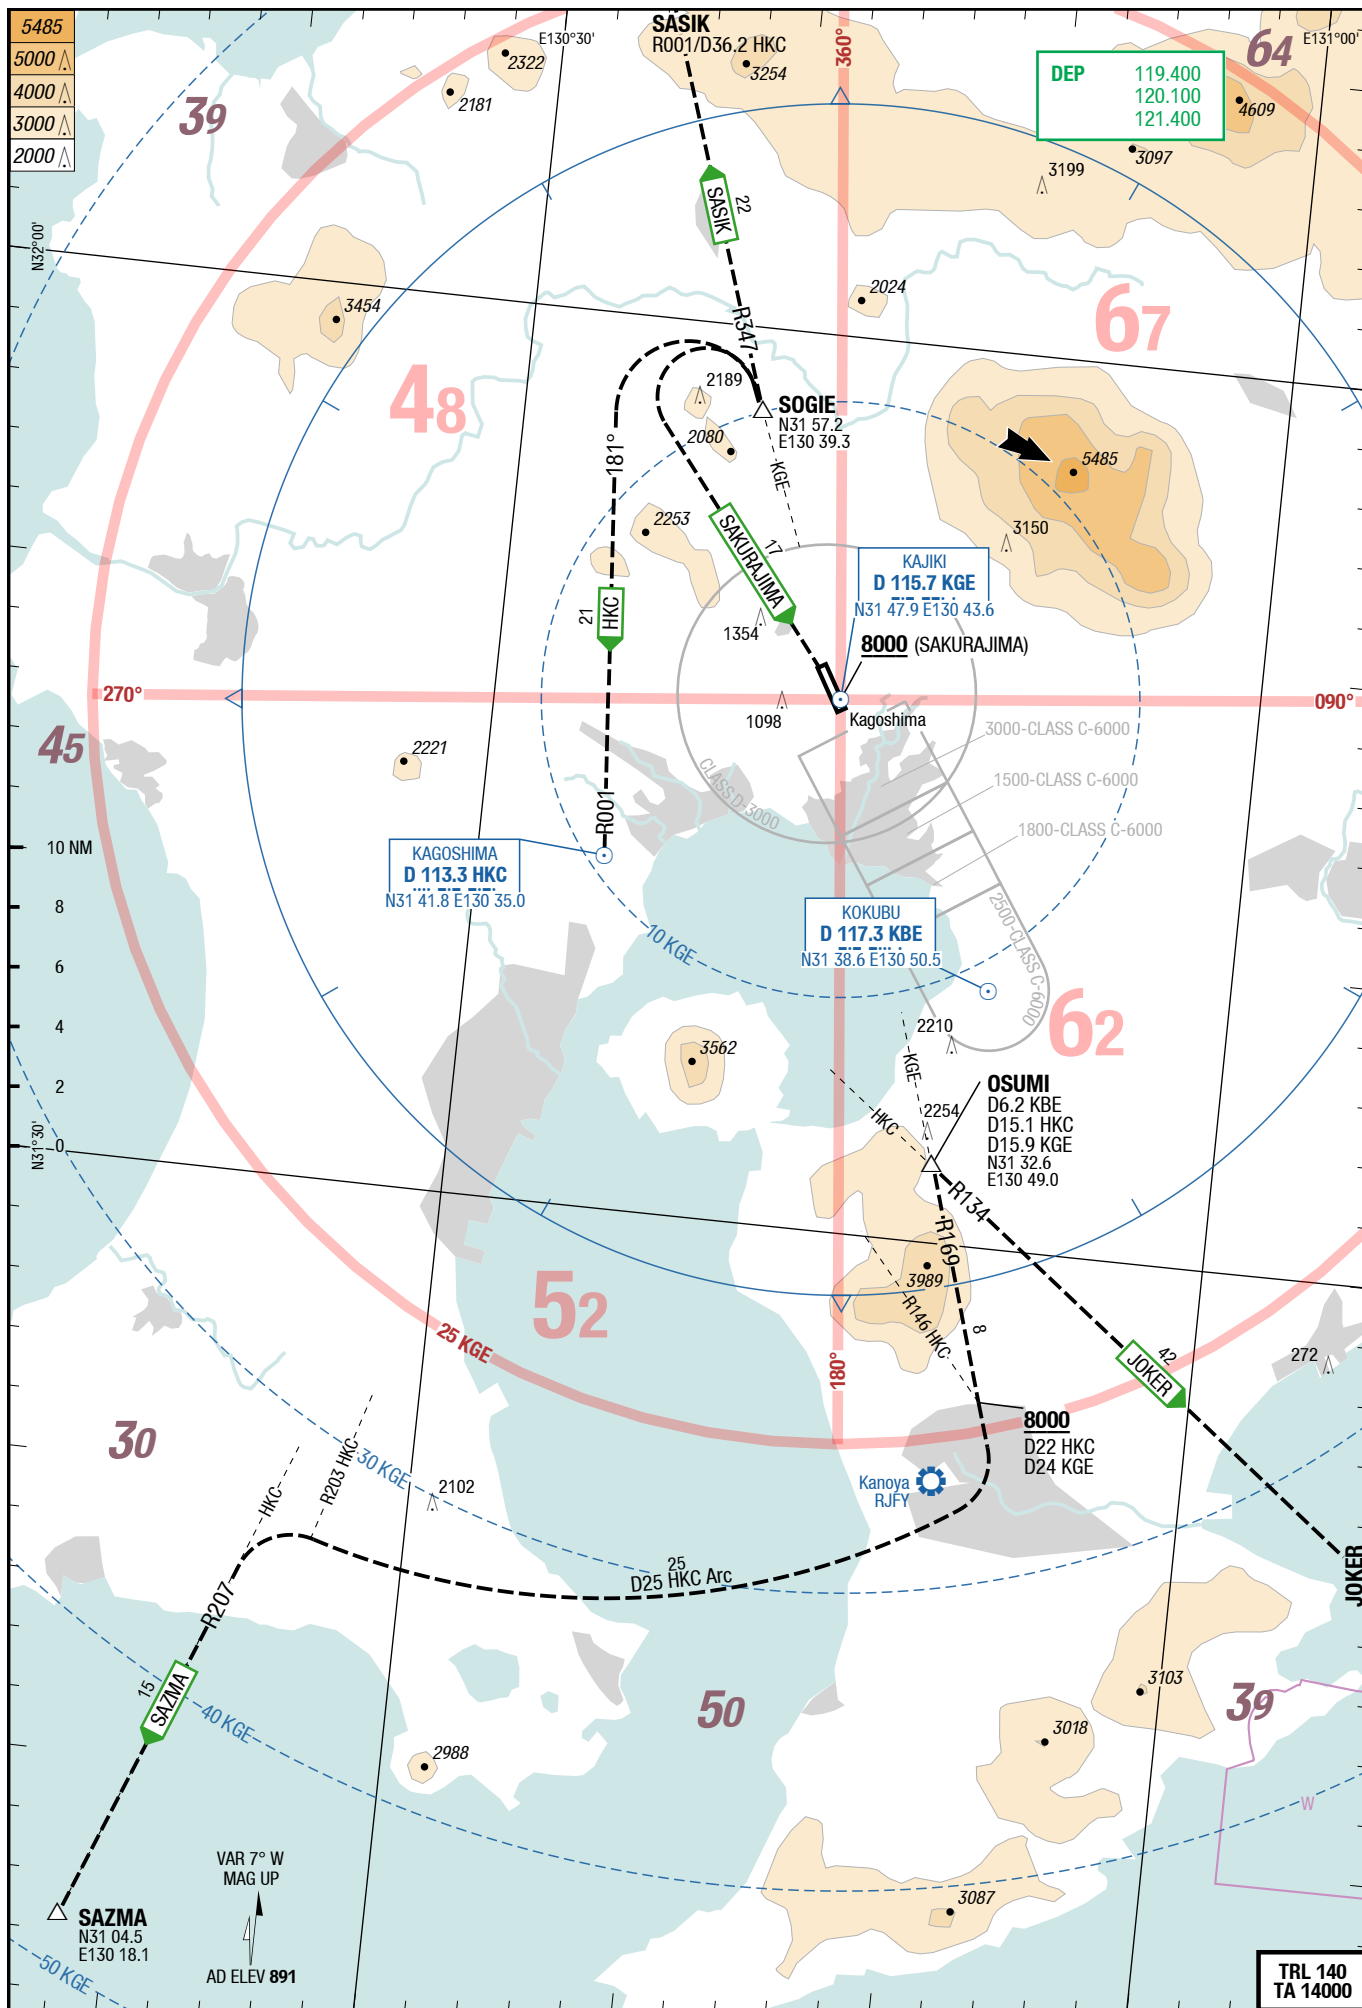 5485
5000
4000
3000
2000
SASIK
R001/D36.2 HKC
E130°30'
E131°00'
360°
2322
3254
2181
39
64
DEP 119.400
120.100
121.400
4609
3097
3199
SASIK
22
N32°00'
3454
2024
67
R347
2189
48
SOGIE
N31 57.2
E130 39.3
2080
181°
KGE
5485
2253
SAKURAJIMA
17
3150
KAJIKI
D 115.7 KGE
N31 47.9 E130 43.6
21
HKC
1354
8000 (SAKURAJIMA)
270°
090°
1098
Kagoshima
3000-CLASS C-6000
45
2221
CLASS D-3000
1500-CLASS C-6000
R001
1800-CLASS C-6000
10 NM
KAGOSHIMA
D 113.3 HKC
N31 41.8 E130 35.0
8
KOKUBU
D 117.3 KBE
N31 38.6 E130 50.5
2500-CLASS C-6000
10 KGE
6
4
62
2210
3562
KGE
2
OSUMI
D6.2 KBE
D15.1 HKC
D15.9 KGE
N31 32.6
E130 49.0
HKC
2254
0
N31°30'
R134
R169
3989
52
R146 HKC
8
25 KGE
180°
42
JOKER
272
8000
D22 HKC
D24 KGE
30
30 KGE
R203 HKC
HKC
2102
Kanoya
RJFY
25
D25 HKC Arc
JOKER
R207
15
SAZMA
40 KGE
50
3103
39
3018
2988
W
VAR 7° W
MAG UP
3087
SAZMA
N31 04.5
E130 18.1
50 KGE
AD ELEV 891
TRL 140
TA 14000